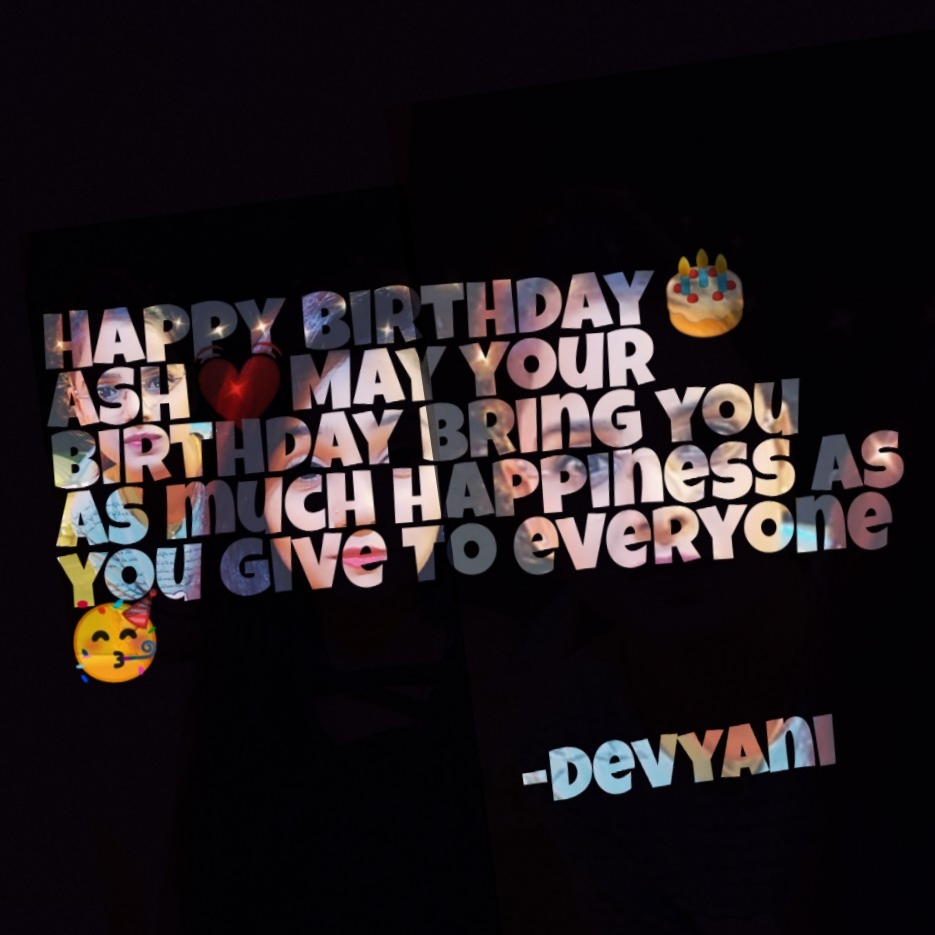 HAPPY BIRTHDAY 🎂
ASH ❤️ MAY YOUR
BIRTHDAY BRING YOU
AS MUCH HAPPINESS AS
YOU GIVE TO EVERYONE
🥳
-DEVYANI